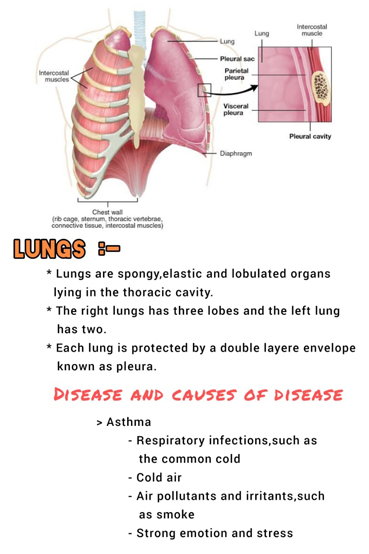 Lung
Pleural sac
Parietal
pleura
Visceral
pleura
Diaphragm
Intercostal
muscles
Chest wall
(rib cage, sternum, thoracic vertebrae,
connective tissue, intercostal muscles)
Lung
Intercostal
muscle
Pleural cavity
LUNGS :-
* Lungs are spongy,elastic and lobulated organs
lying in the thoracic cavity.
* The right lungs has three lobes and the left lung
has two.
* Each lung is protected by a double layere envelope
known as pleura.
Disease and causes of disease
> Asthma
- Respiratory infections,such as
the common cold
- Cold air
- Air pollutants and irritants,such
as smoke
- Strong emotion and stress